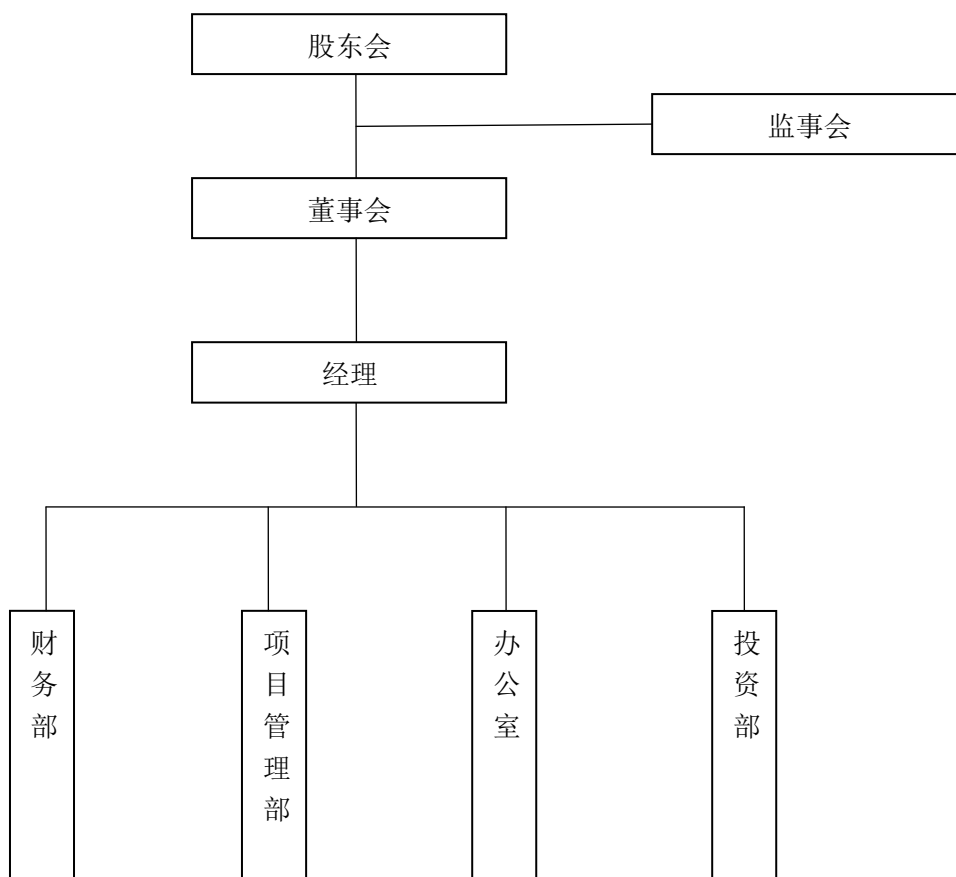 股东会
监事会
董事会
经理
财务部
项目管理部
办公室
投资部